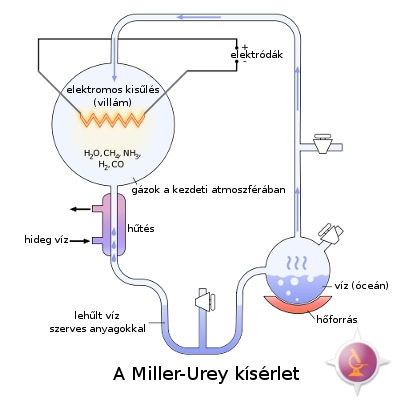 +
elektródák
-
elektromos kisűlés
(villám)
H₂O, CH₄, NH₃,
H₂, CO
gázok a kezdeti atmoszférában
hűtés
hideg víz
víz (óceán)
lehűlt víz
szerves anyagokkal
hőforrás
A Miller-Urey kísérlet